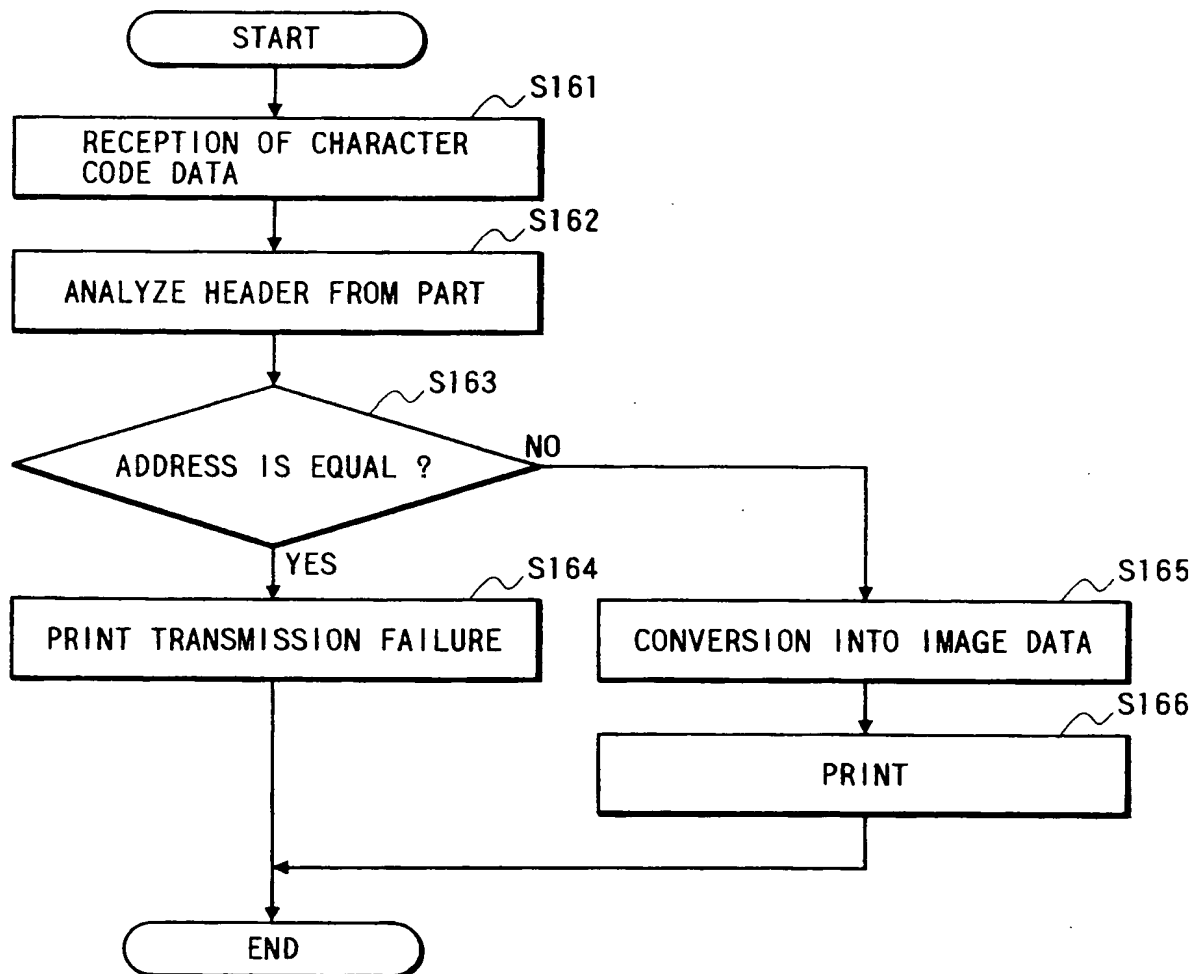 START
S161
RECEPTION OF CHARACTER
CODE DATA
S162
ANALYZE HEADER FROM PART
S163
ADDRESS IS EQUAL ?
NO
YES
S164
PRINT TRANSMISSION FAILURE
S165
CONVERSION INTO IMAGE DATA
S166
PRINT
END